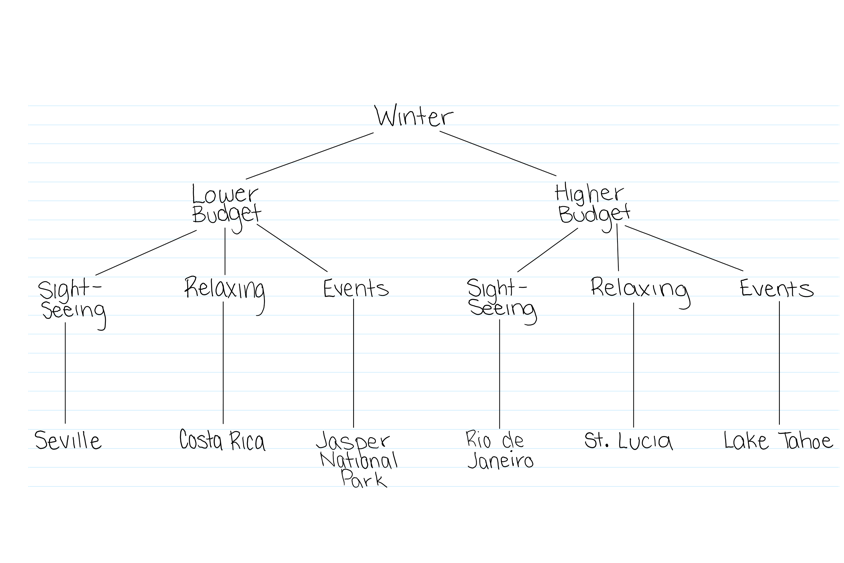 Winter
Lower
Budget
Higher
Budget
Sight-
Seeing
Relaxing
Events
Sight-
Seeing
Relaxing
Events
Seville
Costa Rica
Jasper
National
Park
Rio de
Janeiro
St. Lucia
Lake Tahoe